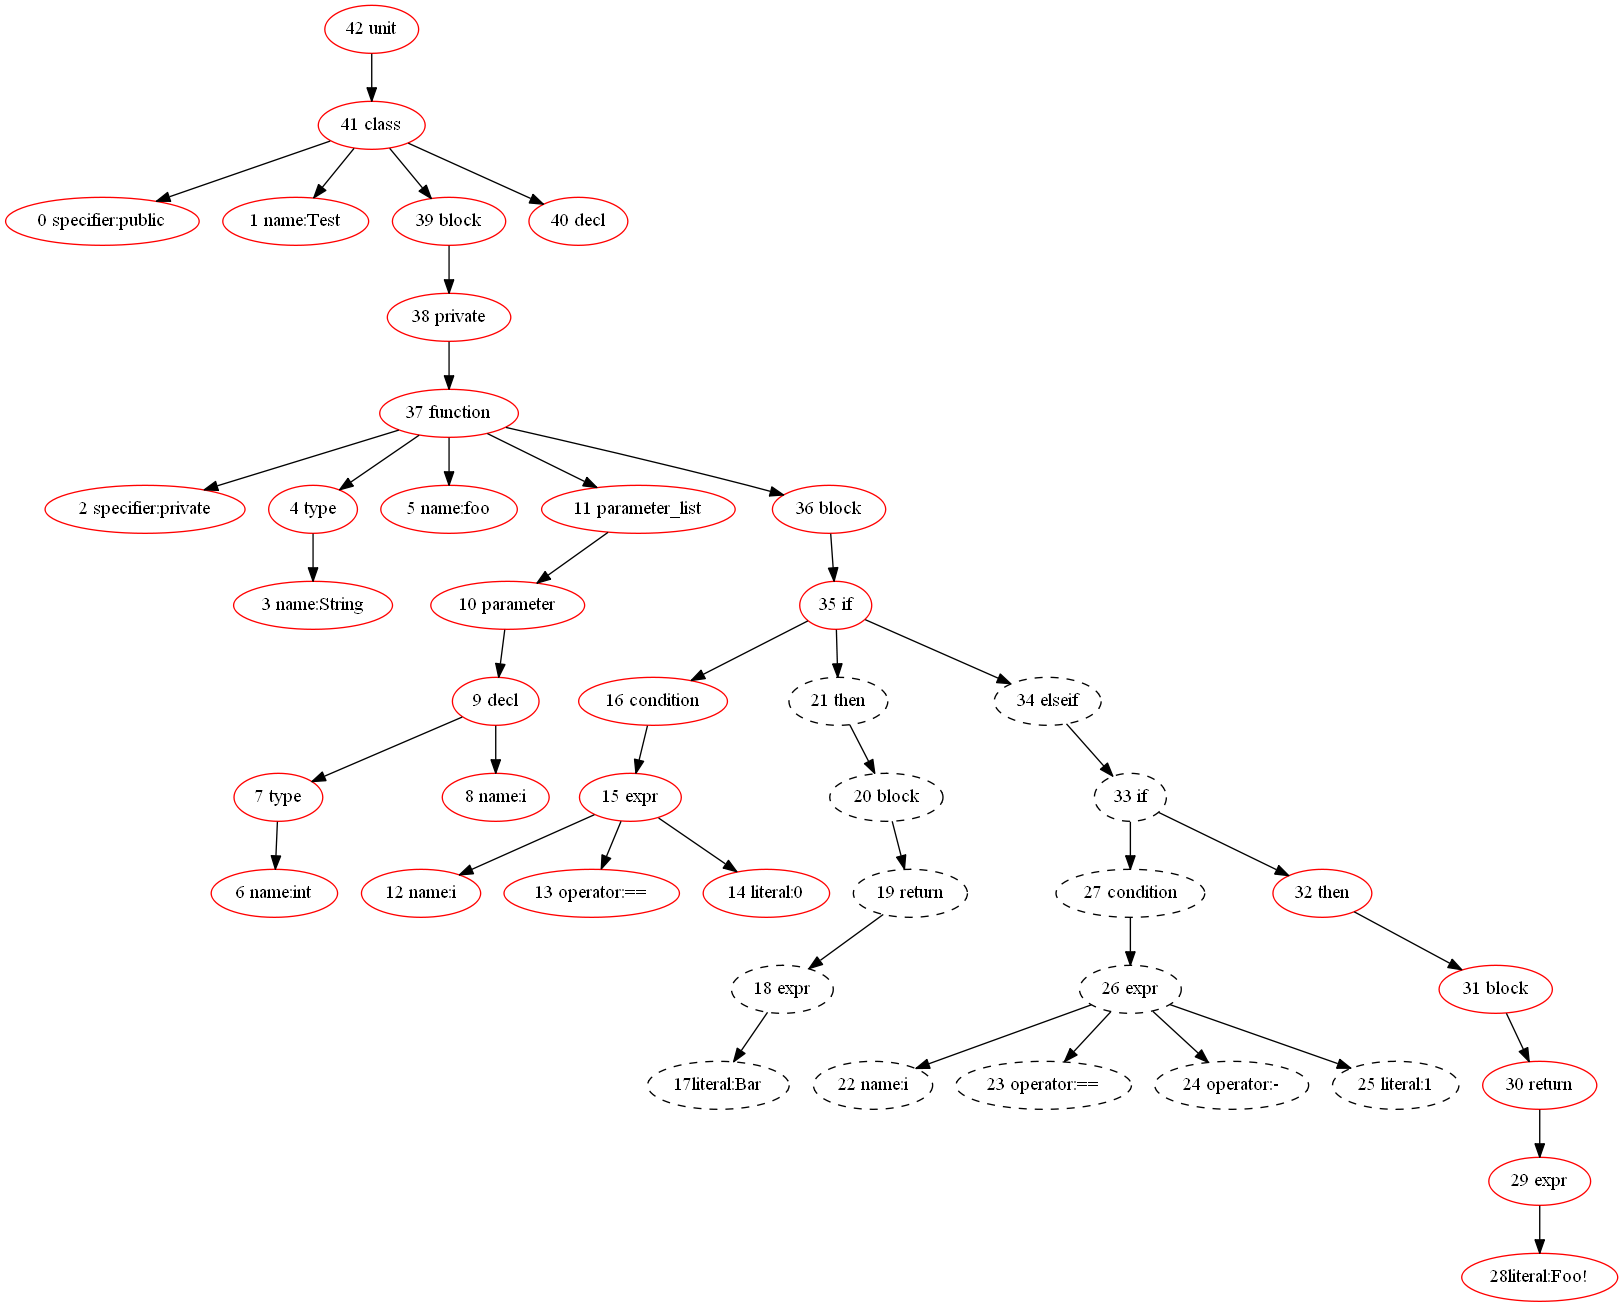 42 unit
41 class
0 specifier:public
1 name:Test
39 block
40 decl
38 private
37 function
2 specifier:private
4 type
5 name:foo
11 parameter_list
36 block
3 name:String
10 parameter
35 if
9 decl
16 condition
21 then
34 elseif
7 type
8 name:i
15 expr
20 block
33 if
6 name:int
12 name:i
13 operator:==
14 literal:0
19 return
27 condition
32 then
18 expr
26 expr
31 block
17literal:Bar
22 name:i
23 operator:==
24 operator:-
25 literal:1
30 return
29 expr
28literal:Foo!